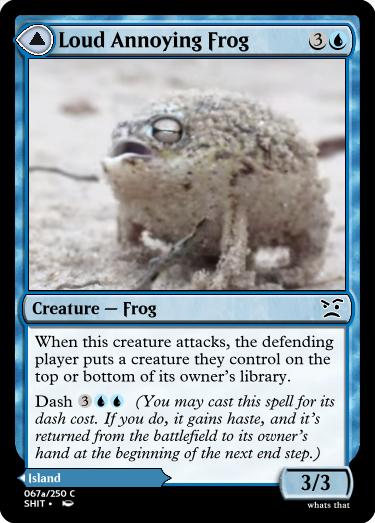 Loud Annoying Frog 3
Creature — Frog
When this creature attacks, the defending
player puts a creature they control on the
top or bottom of its owner's library.
Dash 3 (You may cast this spell for its
dash cost. If you do, it gains haste, and it's
returned from the battlefield to its owner's
hand at the beginning of the next end step.)
Island
3/3
067a/250 C
SHIT •
whats that